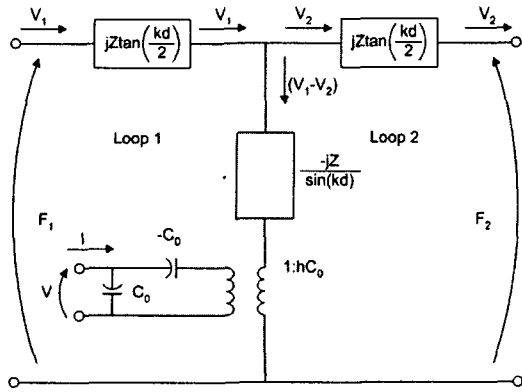 V1 V1 V2 V2
jZtan(kd/2) jZtan(kd/2)
(V1-V2)
Loop 1 Loop 2
-jZ
sin(kd)
F1 F2
I -C0
1:hC0
V C0